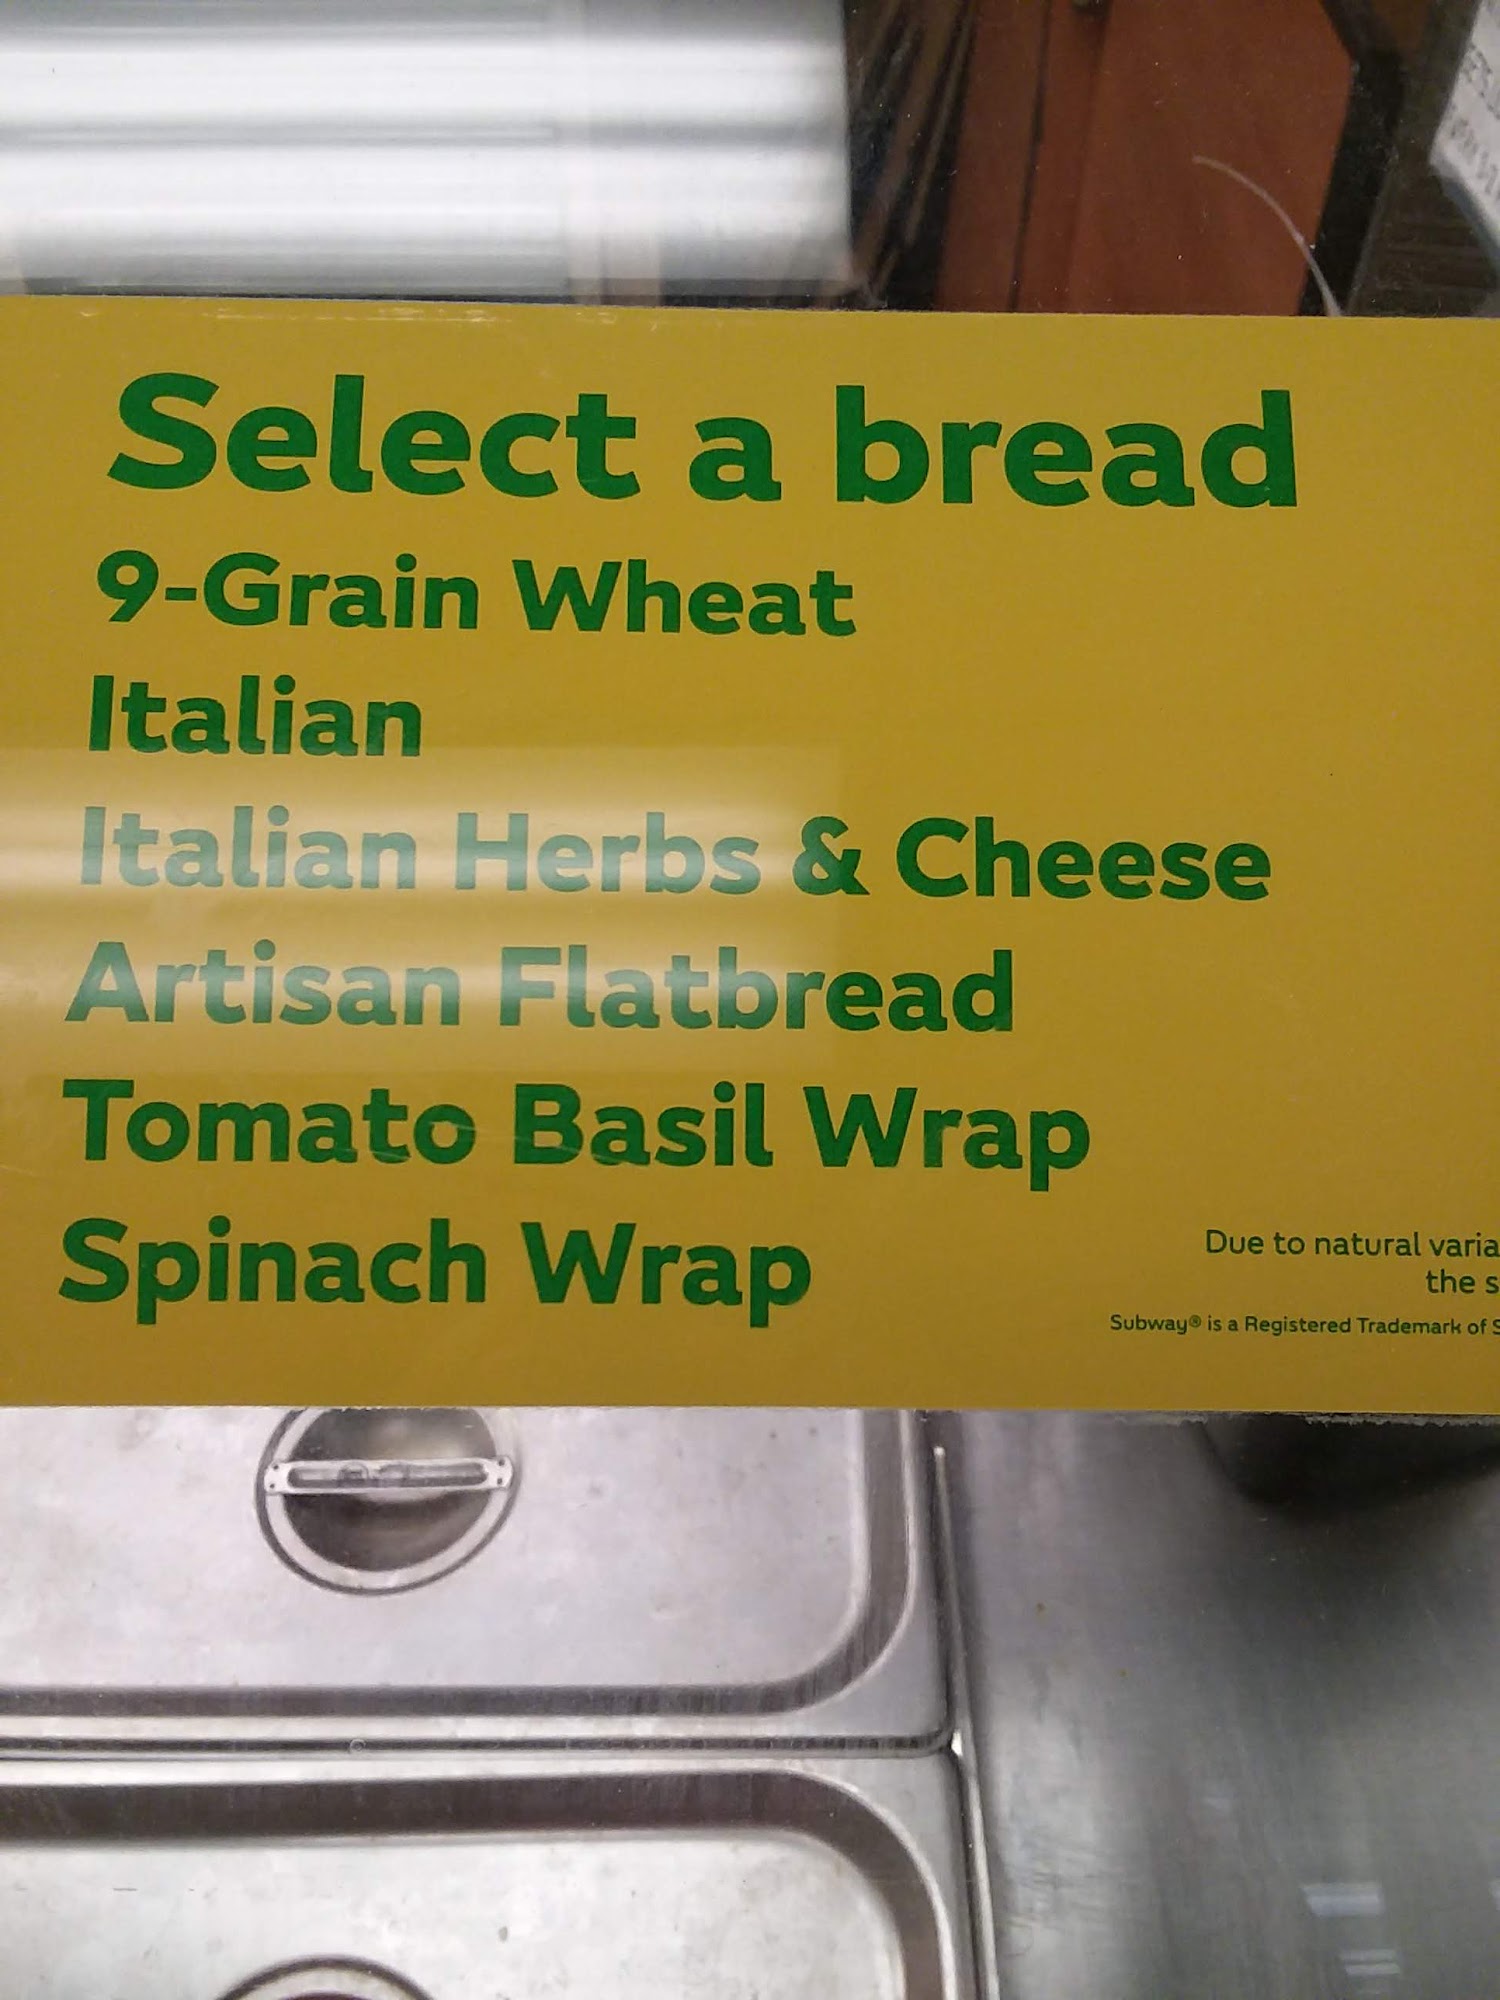 Select a bread
9-Grain Wheat
Italian
Italian Herbs & Cheese
Artisan Flatbread
Tomato Basil Wrap
Spinach Wrap
Due to natural
the
Subway® is a Registered Trademark of